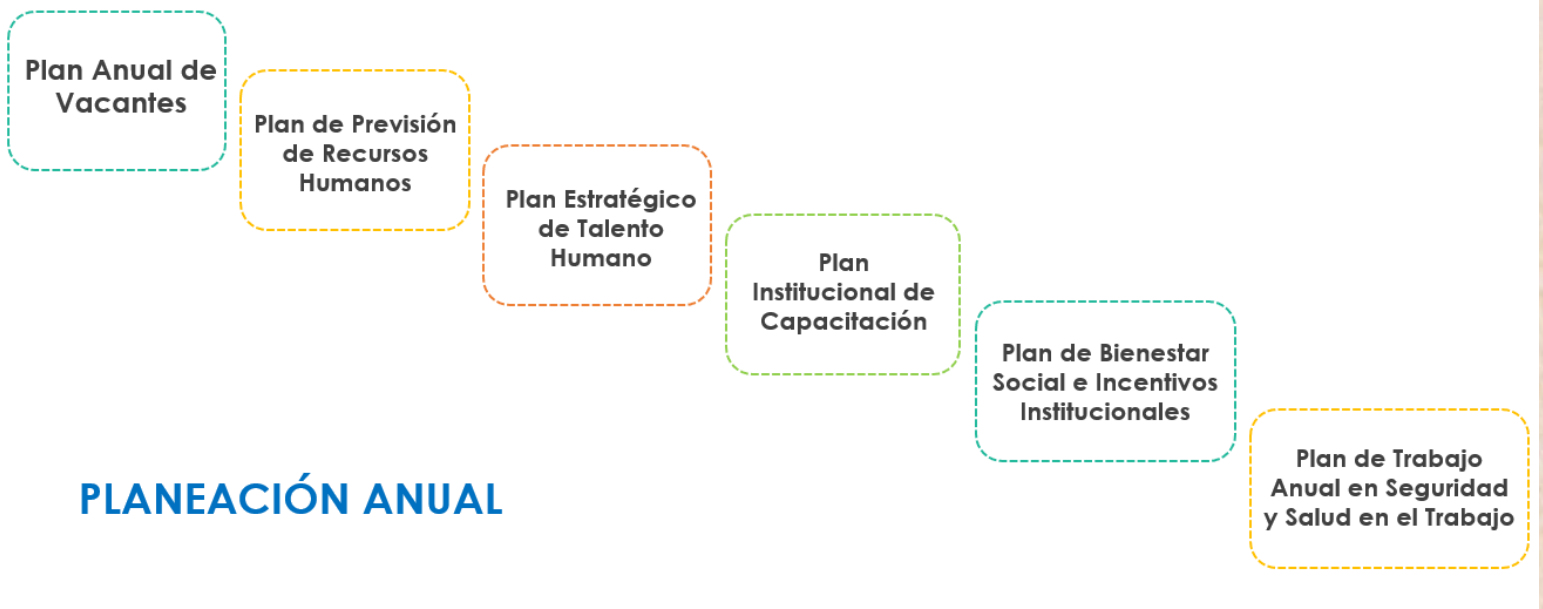 Plan Anual de
Vacantes
Plan de Previsión
de Recursos
Humanos
Plan Estratégico
de Talento
Humano
Plan
Institucional de
Capacitación
Plan de Bienestar
Social e Incentivos
Institucionales
Plan de Trabajo
Anual en Seguridad
y Salud en el Trabajo
PLANEACIÓN ANUAL